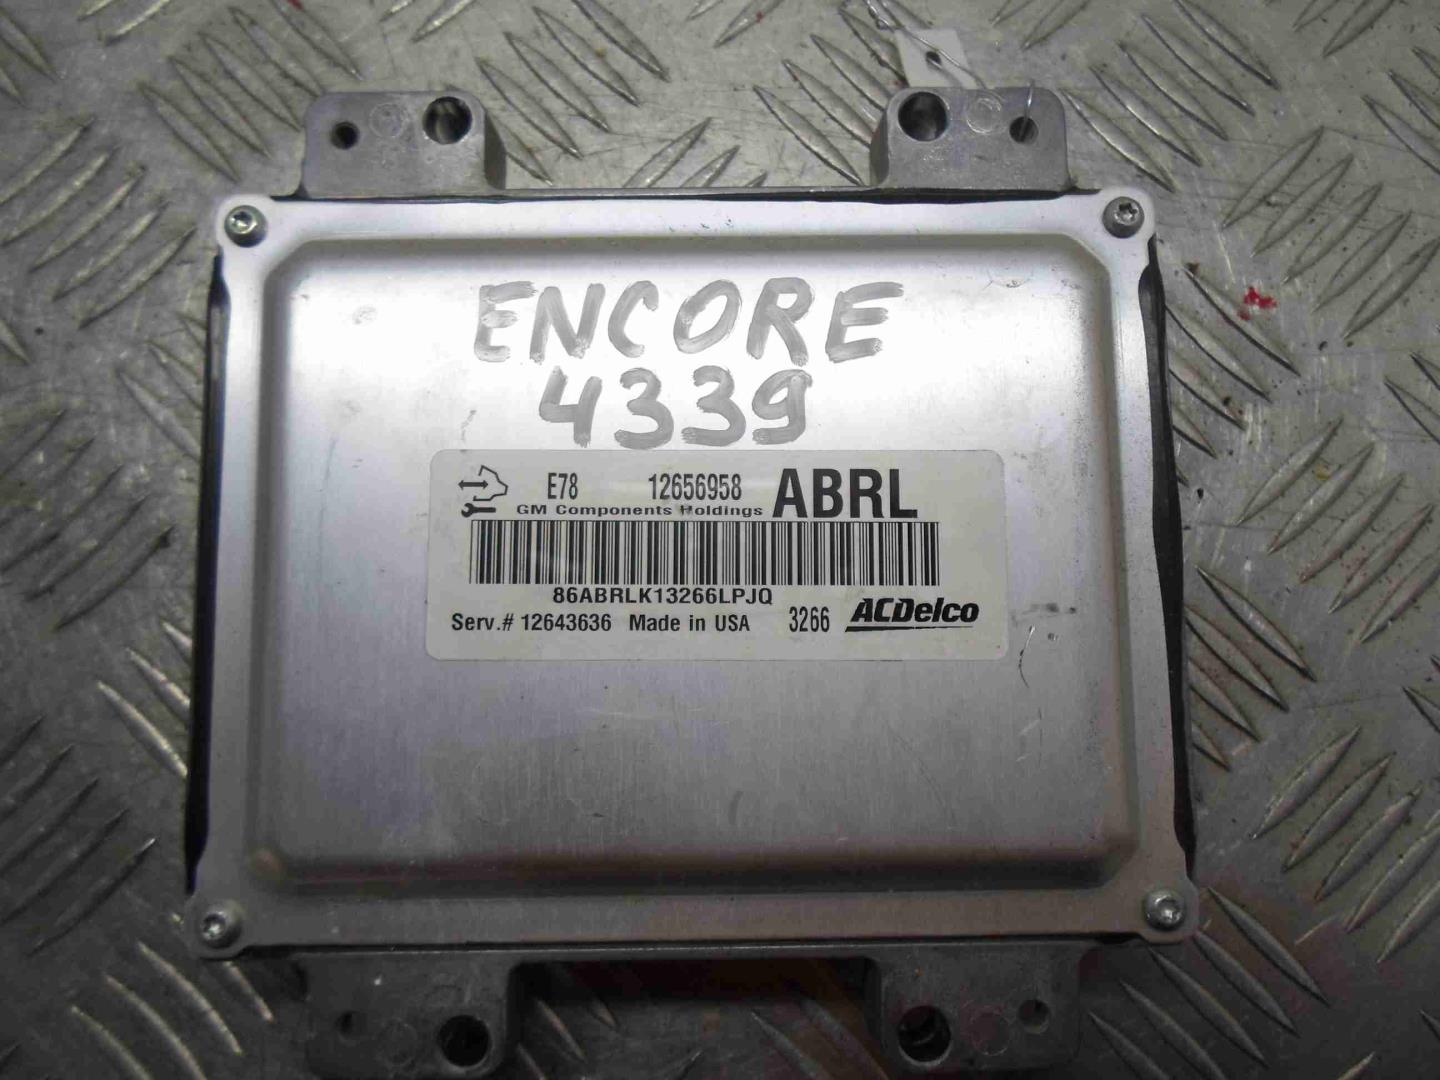 ENCORE
4339
E78 12656958 ABRL
GM Components Holdings
86ABRLK13266LPJQ
Serv.# 12643636 Made in USA 3266 ACDelco